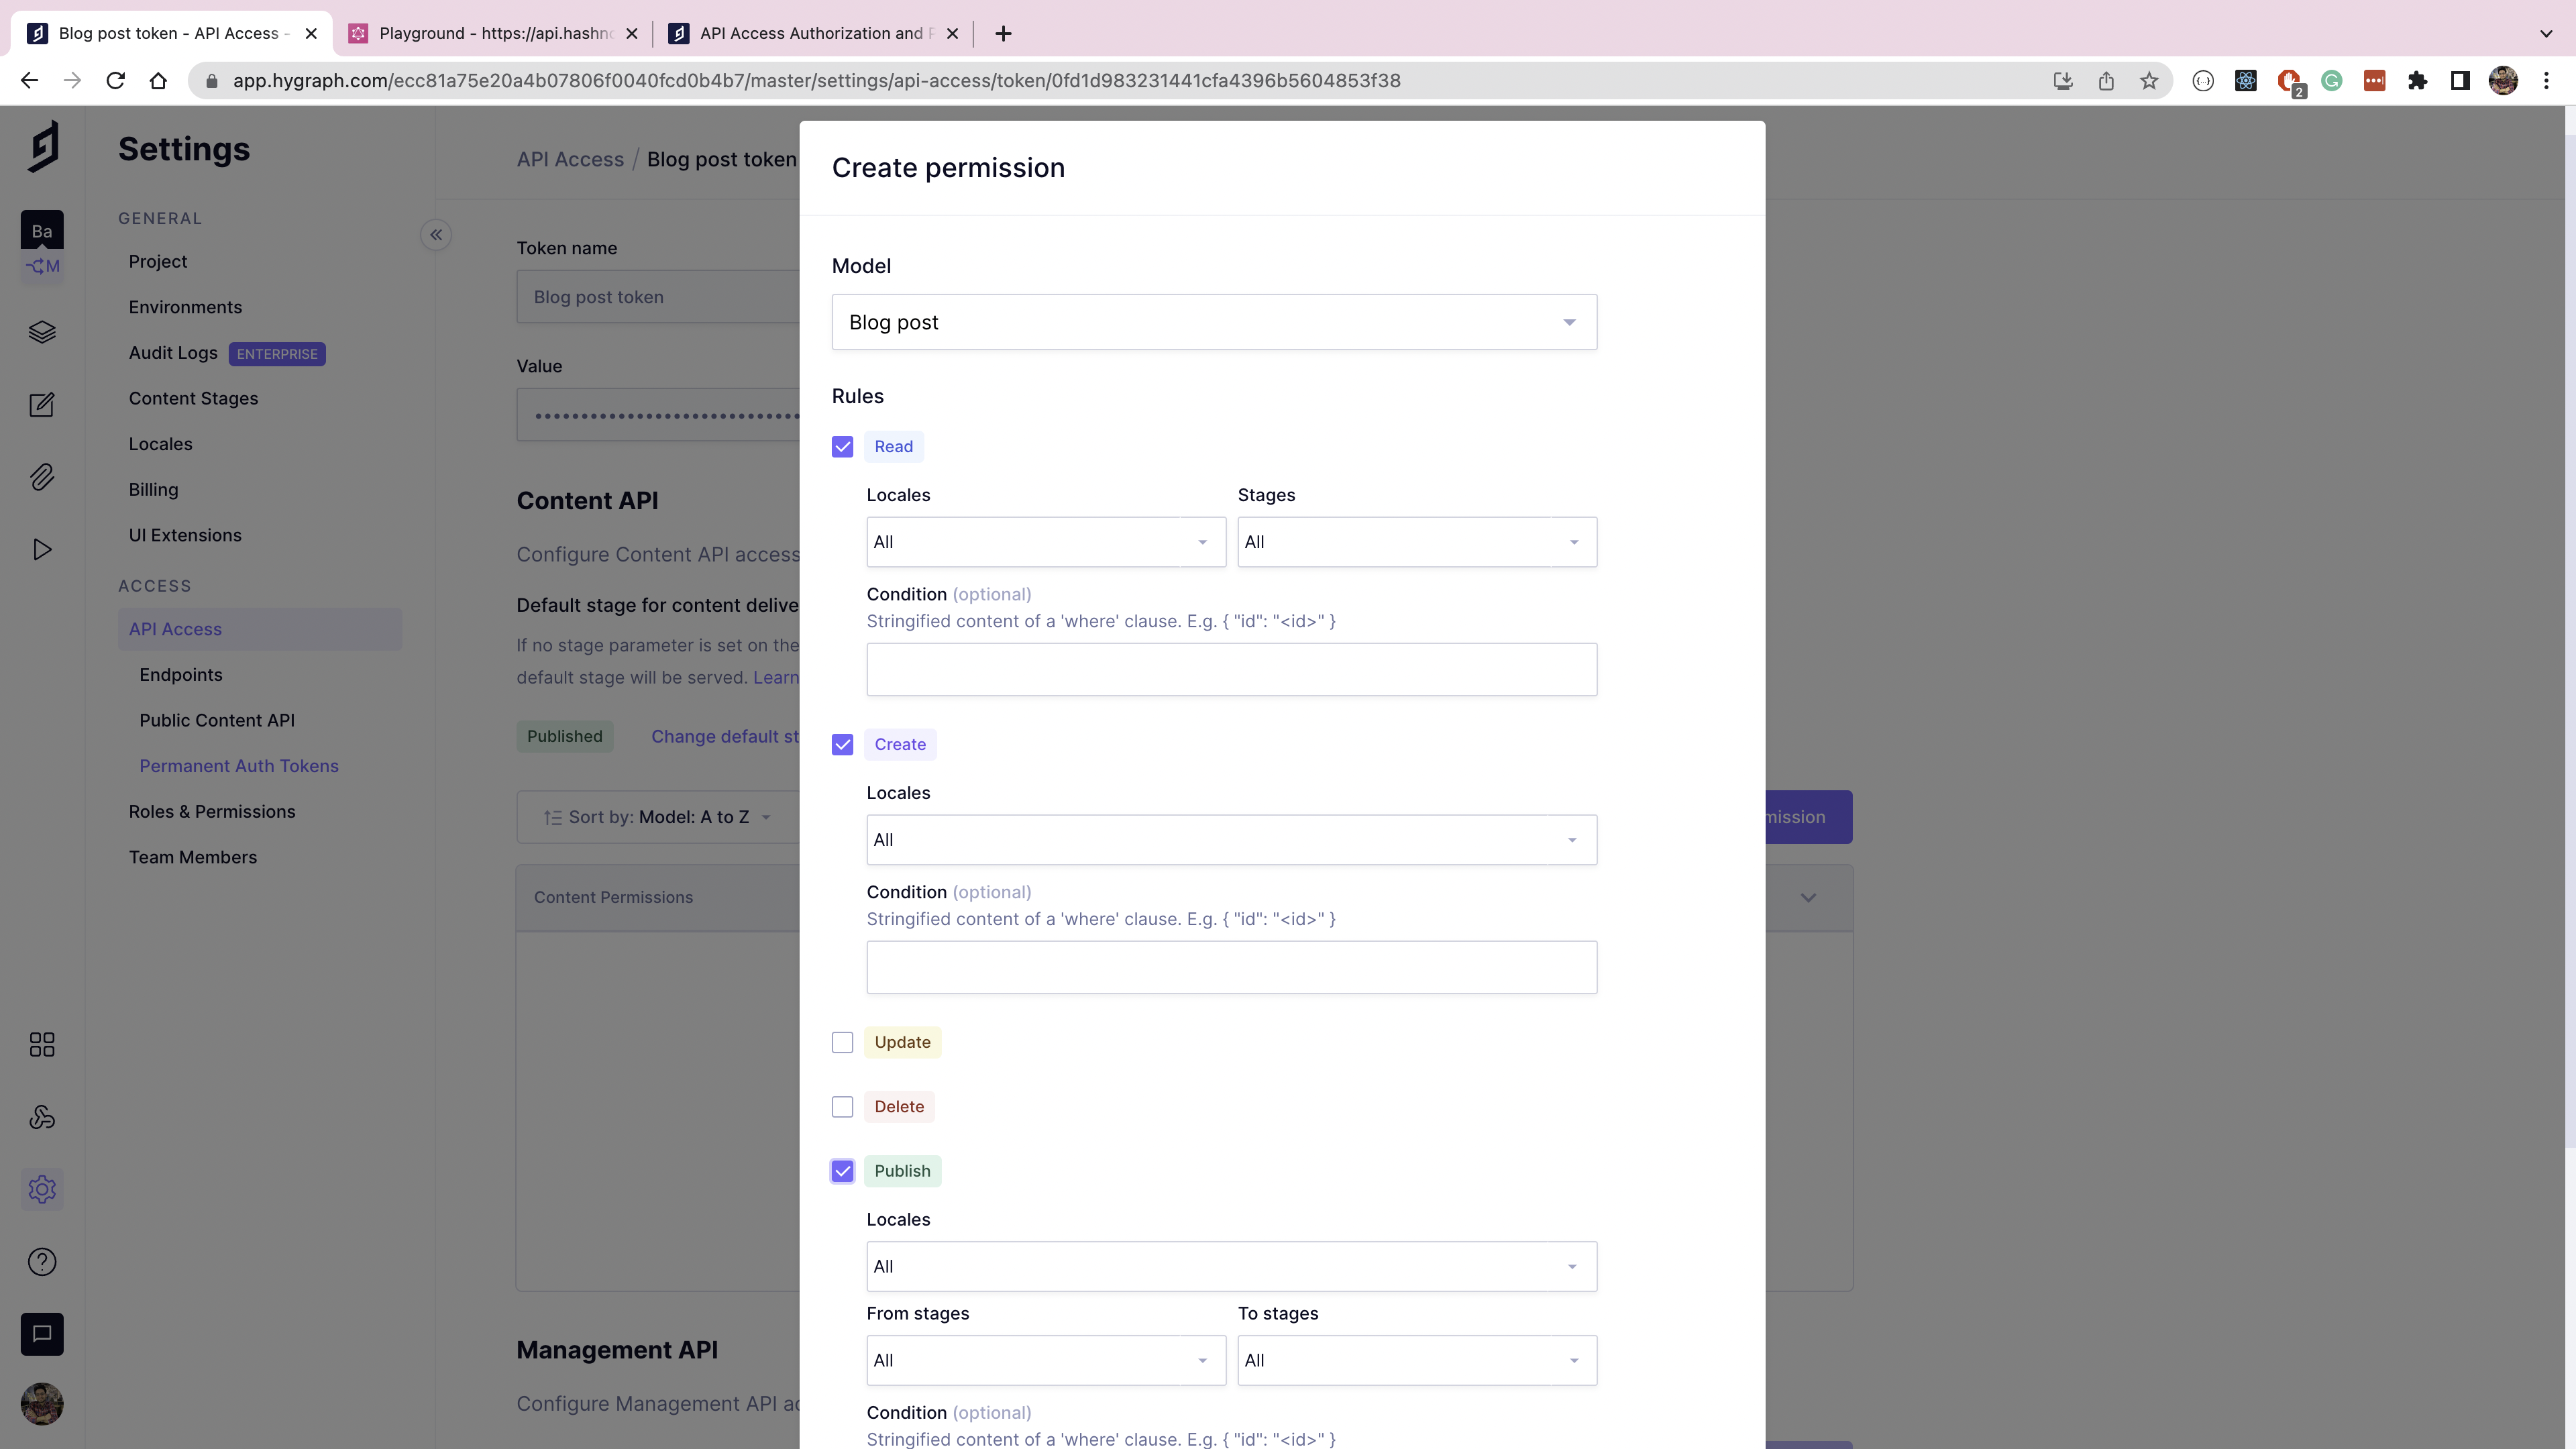 Blog post token - API Access -
Playground - https://api.hashno
API Access Authorization and P
app.hygraph.com/ecc81a75e20a4b07806f0040fcd0b4b7/master/settings/api-access/token/0fd1d983231441cfa4396b5604853f38
2
Ba
M
Settings
GENERAL
Project
Environments
Audit Logs ENTERPRISE
Content Stages
Locales
Billing
UI Extensions
ACCESS
API Access
Endpoints
Public Content API
Permanent Auth Tokens
Roles & Permissions
Team Members
API Access / Blog post token
Token name
Blog post token
Value
Content API
Configure Content API access
Default stage for content delive
If no stage parameter is set on the
default stage will be served. Learn
Published Change default st
Sort by: Model: A to Z
mission
Content Permissions
Management API
Configure Management API ac
Create permission
Model
Blog post
Rules
Read
Locales Stages
All All
Condition (optional)
Stringified content of a 'where' clause. E.g. { "id": "<id>" }
Create
Locales
All
Condition (optional)
Stringified content of a 'where' clause. E.g. { "id": "<id>" }
Update
Delete
Publish
Locales
All
From stages To stages
All All
Condition (optional)
Stringified content of a 'where' clause. E.g. { "id": "<id>" }